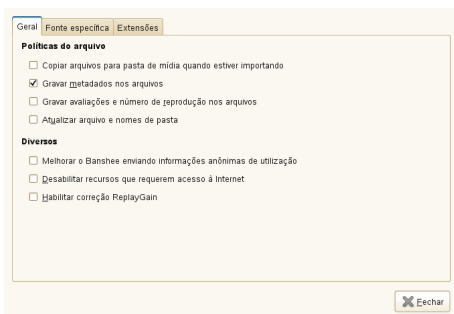 Geral Fonte específica Extensões
Políticas do arquivo
Copiar arquivos para pasta de mídia quando estiver importando
Gravar metadados nos arquivos
Gravar avaliações e número de reprodução nos arquivos
Atualizar arquivo e nomes de pasta
Diversos
Melhorar o Banshee enviando informações anônimas de utilização
Desabilitar recursos que requerem acesso á Internet
Habilitar correção ReplayGain
Fechar